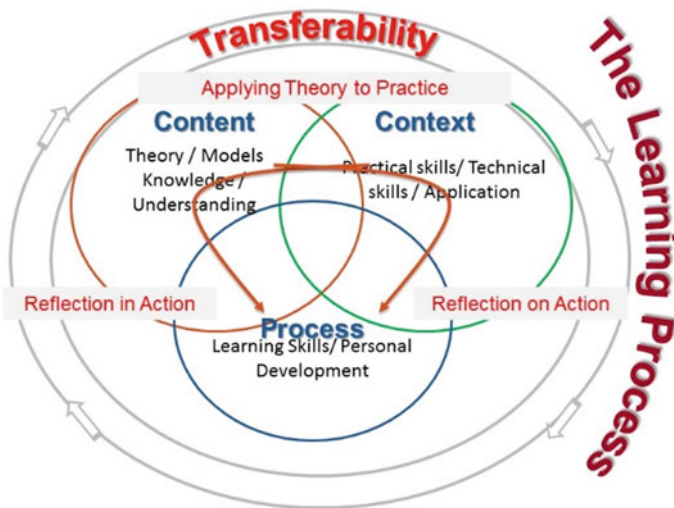 Transferability
The Learning Process
Applying Theory to Practice
Content
Context
Theory / Models
Knowledge /
Understanding
Practical skills/ Technical
skills / Application
Reflection in Action
Reflection on Action
Process
Learning Skills/ Personal
Development